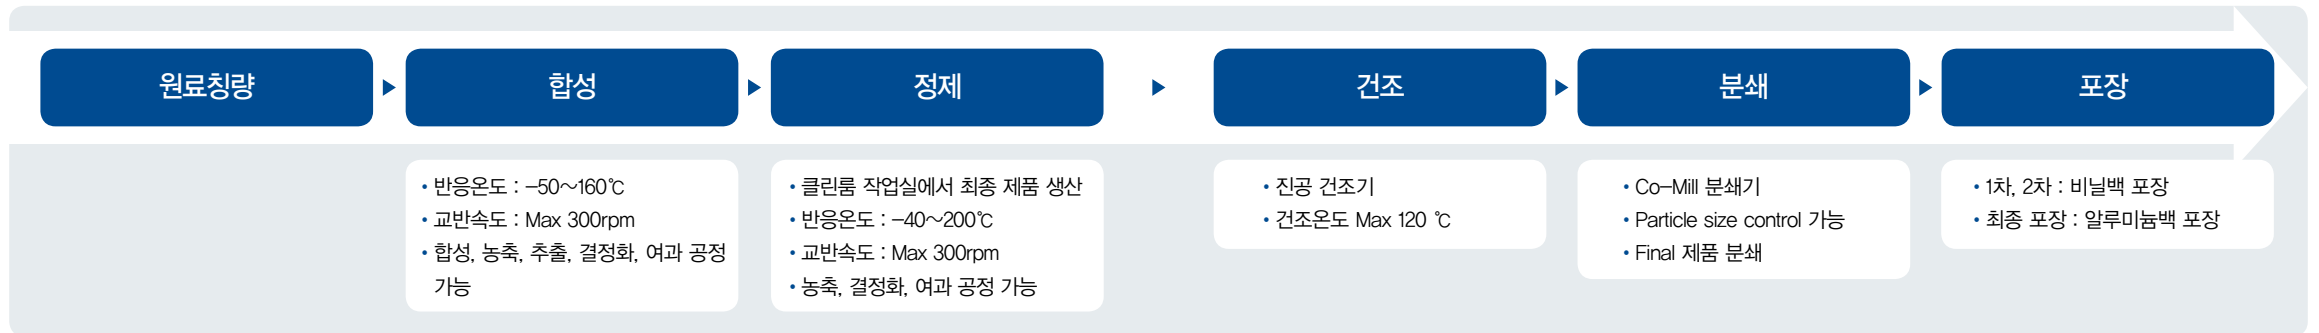 원료칭량
합성
정제
건조
분쇄
포장
• 반응온도 : -50~160℃
• 교반속도 : Max 300rpm
• 합성, 농축, 추출, 결정화, 여과 공정
가능
• 클린룸 작업실에서 최종 제품 생산
• 반응온도 : -40~200℃
• 교반속도 : Max 300rpm
• 농축, 결정화, 여과 공정 가능
• 진공 건조기
• 건조온도 Max 120 ℃
• Co-Mill 분쇄기
• Particle size control 가능
• Final 제품 분쇄
• 1차, 2차 : 비닐백 포장
• 최종 포장 : 알루미늄백 포장